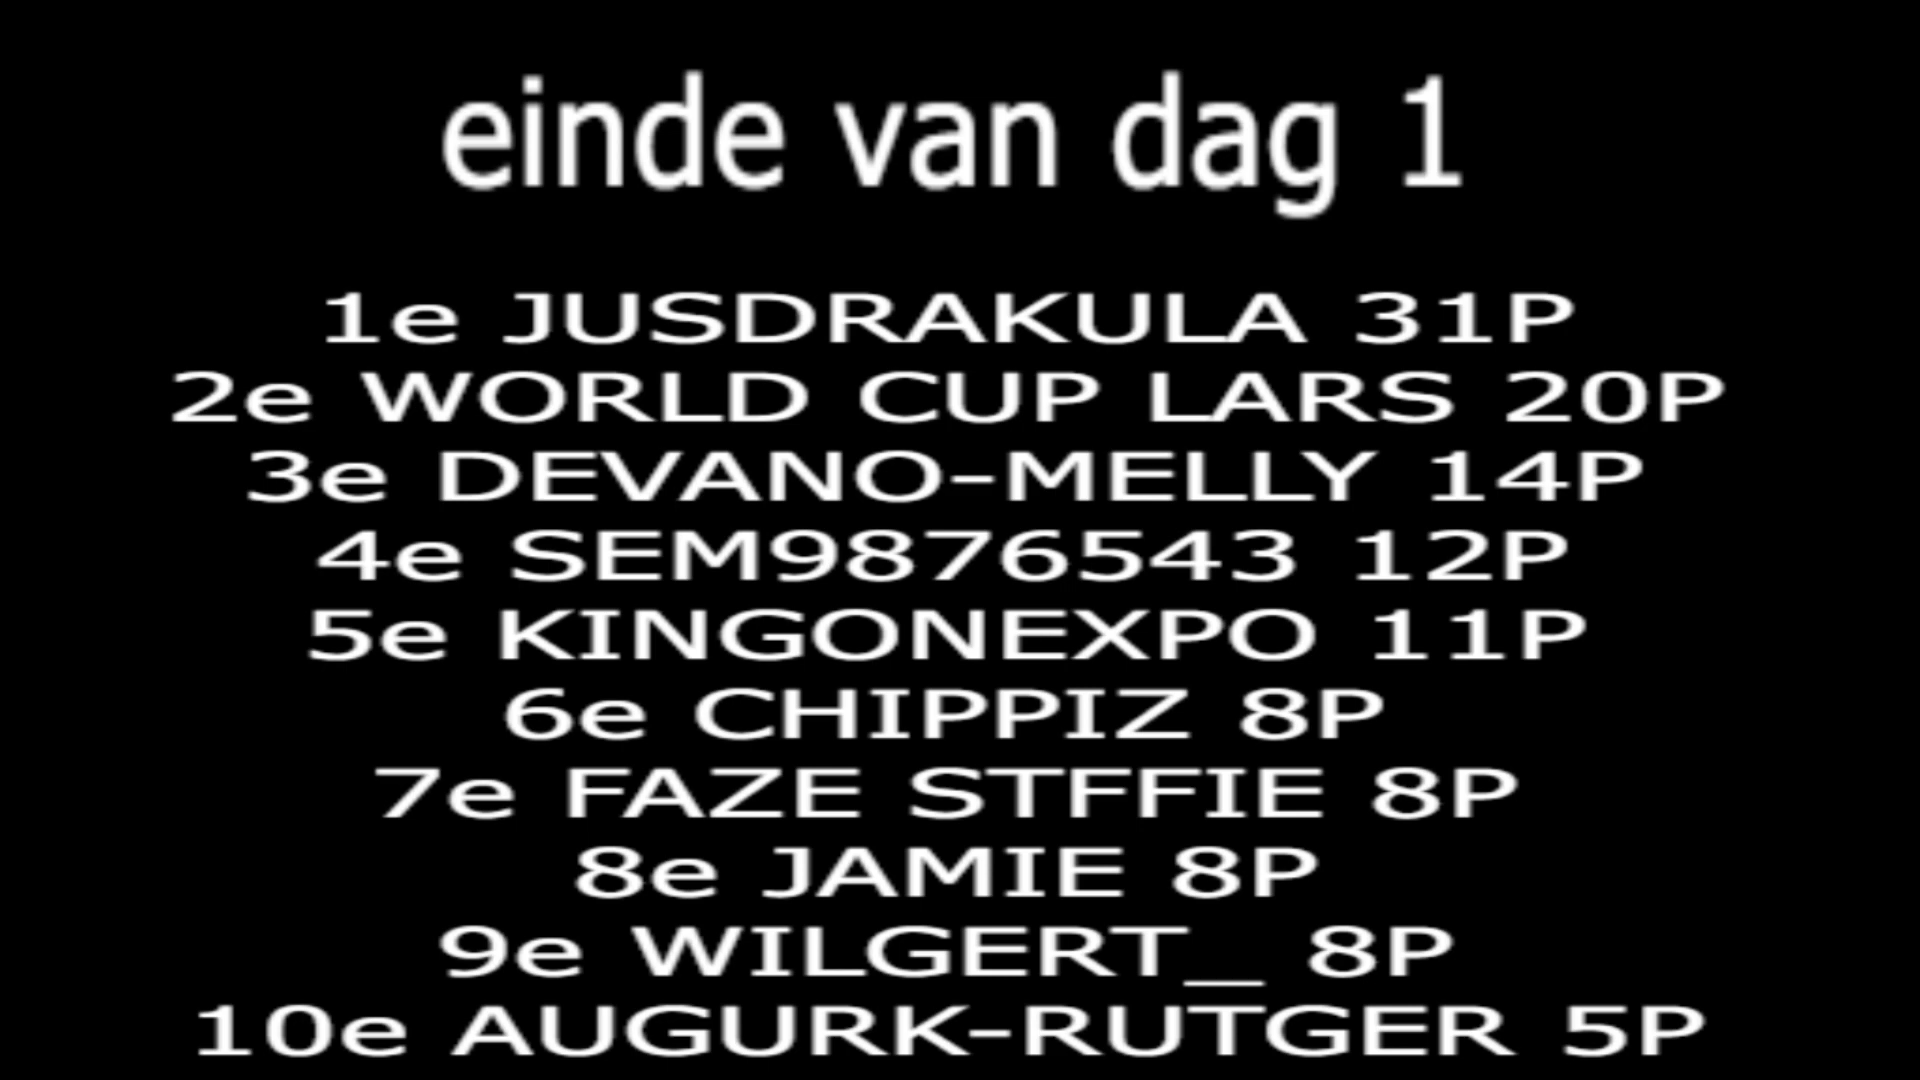 einde van dag 1
1e JUSDRAKULA 31P
2e WORLD CUP LARS 20P
3e DEVANO-MELLY 14P
4e SEM9876543 12P
5e KINGONEXPO 11P
6e CHIPPIZ 8P
7e FAZE STFFIE 8P
8e JAMIE 8P
9e WILGERT_ 8P
10e AUGURK-RUTGER 5P